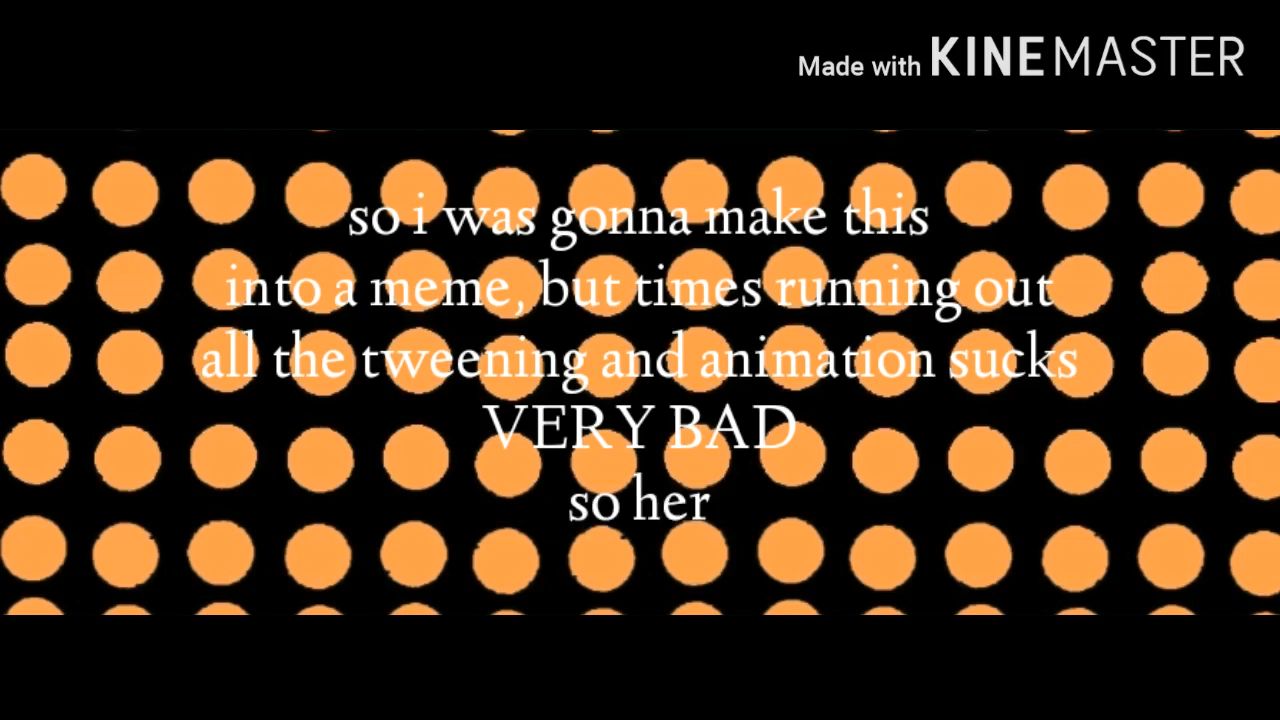 Made with KINEMASTER
so i was gonna make this
into a meme, but times running out
all the tweening and animation sucks
VERY BAD
so her